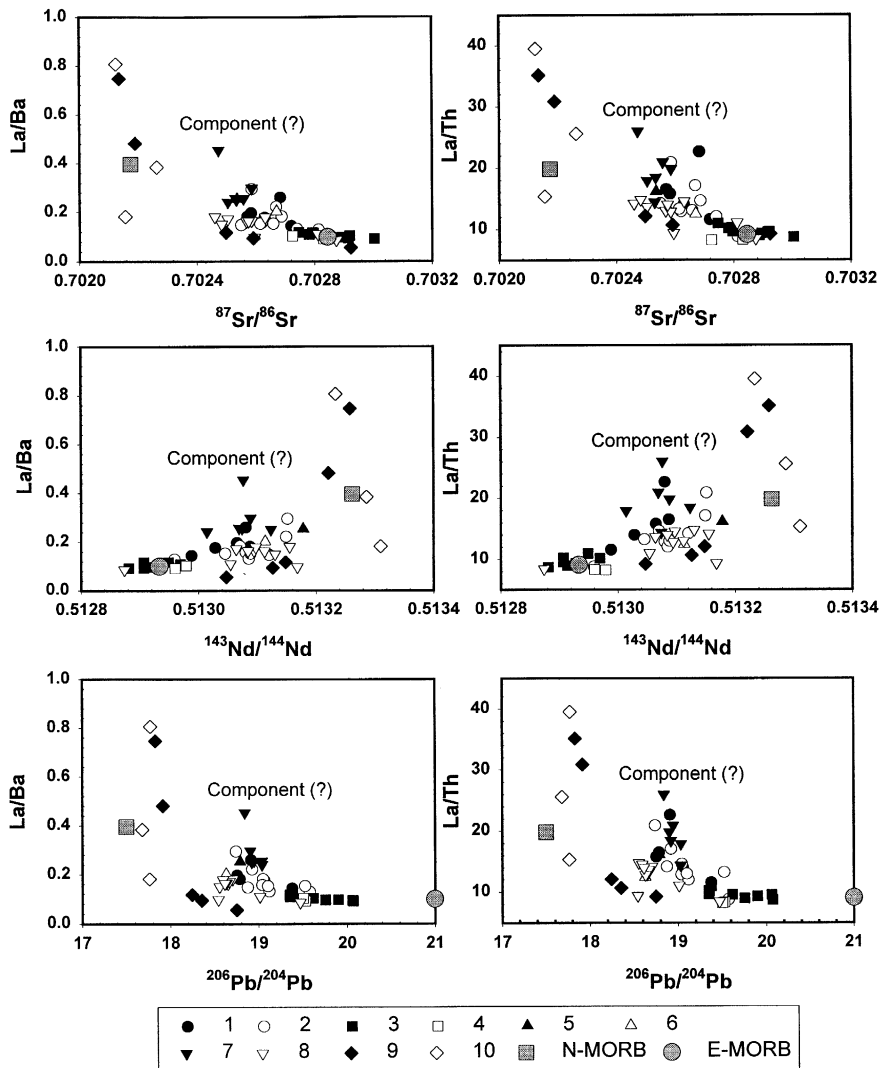 1.0
0.8
0.6
0.4
0.2
0.0
La/Ba
Component (?)
0.7020 0.7024 0.7028 0.7032
⁸⁷Sr/⁸⁶Sr
40
30
20
10
La/Th
Component (?)
0.7020 0.7024 0.7028 0.7032
⁸⁷Sr/⁸⁶Sr
1.0
0.8
0.6
0.4
0.2
0.0
La/Ba
Component (?)
0.5128 0.5130 0.5132 0.5134
¹⁴³Nd/¹⁴⁴Nd
40
30
20
10
La/Th
Component (?)
0.5128 0.5130 0.5132 0.5134
¹⁴³Nd/¹⁴⁴Nd
1.0
0.8
0.6
0.4
0.2
0.0
La/Ba
Component (?)
17 18 19 20 21
²⁰⁶Pb/²⁰⁴Pb
40
30
20
10
La/Th
Component (?)
17 18 19 20 21
²⁰⁶Pb/²⁰⁴Pb
1 2 3 4 5 6
7 8 9 10 N-MORB E-MORB